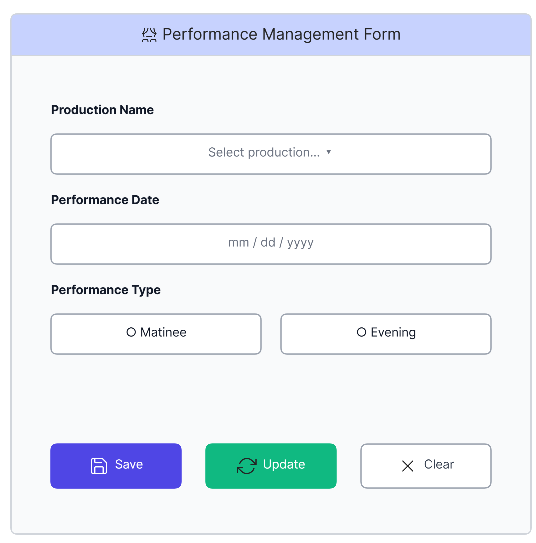 Performance Management Form
Production Name
Select production...
Performance Date
mm / dd / yyyy
Performance Type
Matinee
Evening
Save
Update
Clear